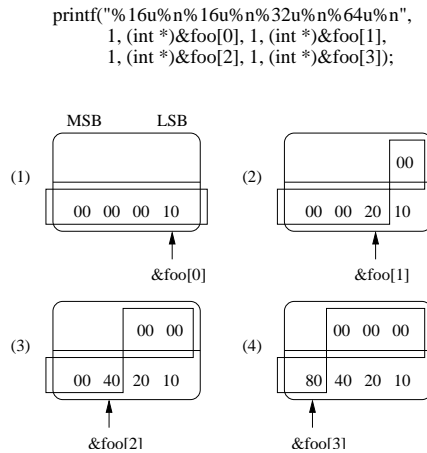 printf("%16u%n%16u%n%32u%n%64u%n",
1, (int *)&foo[0], 1, (int *)&foo[1],
1, (int *)&foo[2], 1, (int *)&foo[3]);
MSB LSB
(1)
00 00 00 10
&foo[0]
(2)
00
00 00 20 10
&foo[1]
(3)
00 00
00 40 20 10
&foo[2]
(4)
00 00 00
80 40 20 10
&foo[3]